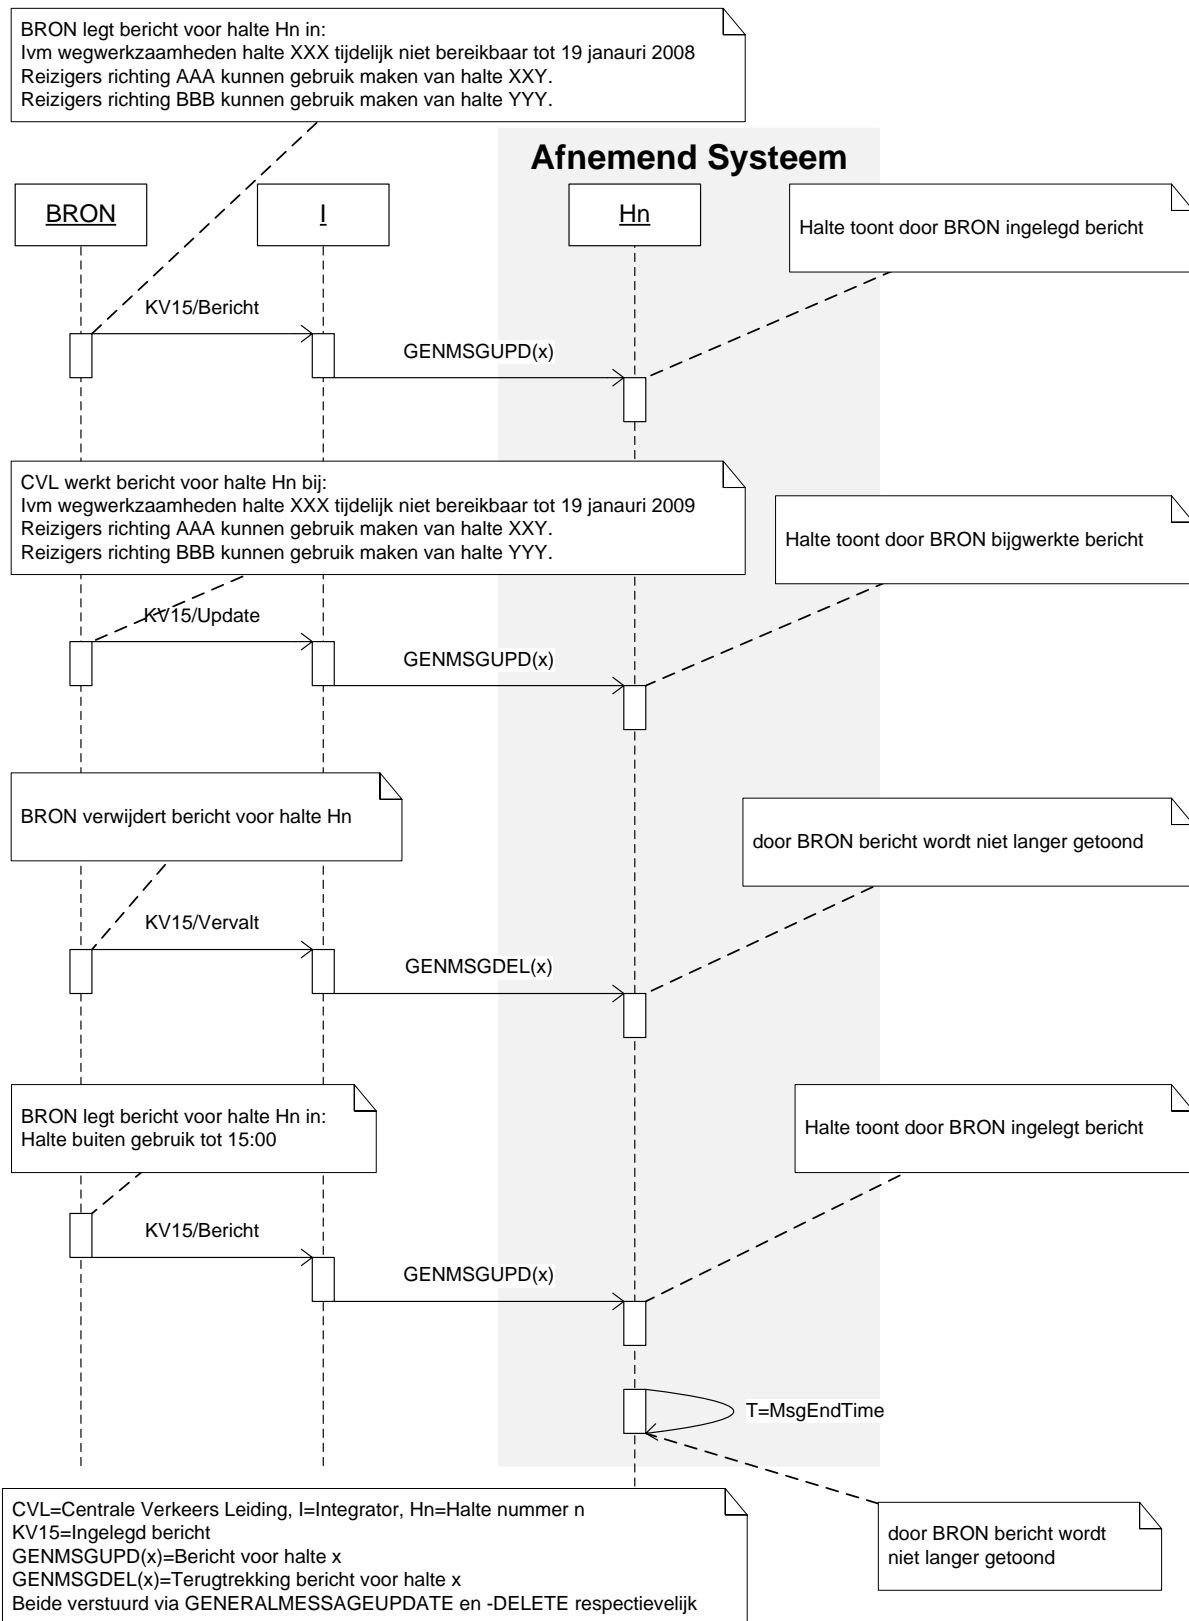 BRON legt bericht voor halte Hn in:
Ivm wegwerkzaamheden halte XXX tijdelijk niet bereikbaar tot 19 janauri 2008
Reizigers richting AAA kunnen gebruik maken van halte XXY.
Reizigers richting BBB kunnen gebruik maken van halte YYY.
Afnemend Systeem
BRON
I
Hn
Halte toont door BRON ingelegd bericht
KV15/Bericht
GENMSGUPD(x)
CVL werkt bericht voor halte Hn bij:
Ivm wegwerkzaamheden halte XXX tijdelijk niet bereikbaar tot 19 janauri 2009
Reizigers richting AAA kunnen gebruik maken van halte XXY.
Reizigers richting BBB kunnen gebruik maken van halte YYY.
Halte toont door BRON bijgwerkte bericht
KV15/Update
GENMSGUPD(x)
BRON verwijdert bericht voor halte Hn
door BRON bericht wordt niet langer getoond
KV15/Vervalt
GENMSGDEL(x)
BRON legt bericht voor halte Hn in:
Halte buiten gebruik tot 15:00
Halte toont door BRON ingelegt bericht
KV15/Bericht
GENMSGUPD(x)
T=MsgEndTime
CVL=Centrale Verkeers Leiding, I=Integrator, Hn=Halte nummer n
KV15=Ingelegd bericht
GENMSGUPD(x)=Bericht voor halte x
GENMSGDEL(x)=Terugtrekking bericht voor halte x
Beide verstuurd via GENERALMESSAGEUPDATE en -DELETE respectievelijk
door BRON bericht wordt
niet langer getoond